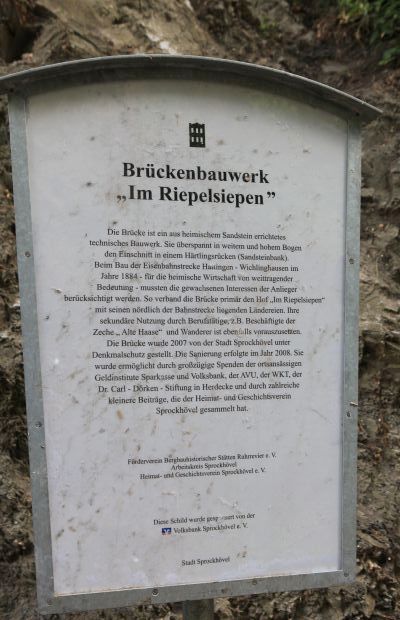 Brückenbauwerk
„Im Riepelsiepen”
Die Brücke ist ein aus heimischem Sandstein errichtetes
technisches Bauwerk. Sie überspannt in weitem und hohem Bogen
den Einschnitt in einem Härtlingsrücken (Sandsteinbank).
Beim Bau der Eisenbahnstrecke Hattingen - Wichlinghausen im
Jahre 1884 - für die heimische Wirtschaft von weittragender
Bedeutung - mussten die gewachsenen Interessen der Anlieger
berücksichtigt werden. So verband die Brücke primär den Hof „Im Riepelsiepen”
mit seinen nördlich der Bahnstrecke liegenden Ländereien. Ihre
sekundäre Nutzung durch Berufstätige, z.B. Beschäftigte der
Zeche „Alte Haase“ und Wanderer ist ebenfalls vorauszusetzen.
Die Brücke wurde 2007 von der Stadt Sprockhövel unter
Denkmalschutz gestellt. Die Sanierung erfolgte im Jahr 2008. Sie
wurde ermöglicht durch großzügige Spenden der ortsansässigen
Geldinstitute Sparkasse und Volksbank, der AVU, der WKT, der
Dr. Carl - Dörken - Stiftung in Herdecke und durch zahlreiche
kleinere Beiträge, die der Heimat- und Geschichtsverein
Sprockhövel gesammelt hat.
Förderverein Bergbauhistorischer Stätten Ruhrrevier e. V.
Arbeitskreis Sprockhövel
Heimat- und Geschichtsverein Sprockhövel e. V.
Diese Schild wurde gesponsert von der
Volksbank Sprockhövel e. V.
Stadt Sprockhövel